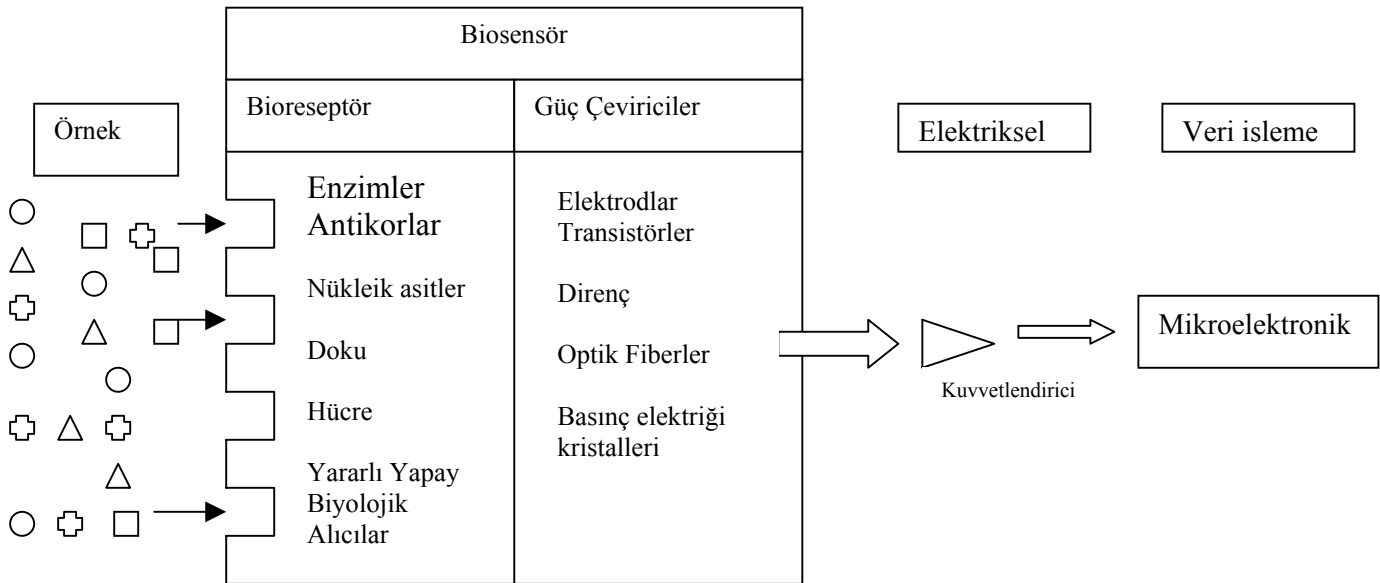 Biosensör
Bioreseptör
Güç Çeviriciler
Örnek
Elektriksel
Veri isleme
Enzimler
Antikorlar
Nükleik asitler
Doku
Hücre
Yararlı Yapay
Biyolojik
Alıcılar
Elektrodlar
Transistörler
Direnç
Optik Fiberler
Basınç elektriği
kristalleri
Kuvvetlendirici
Mikroelektronik